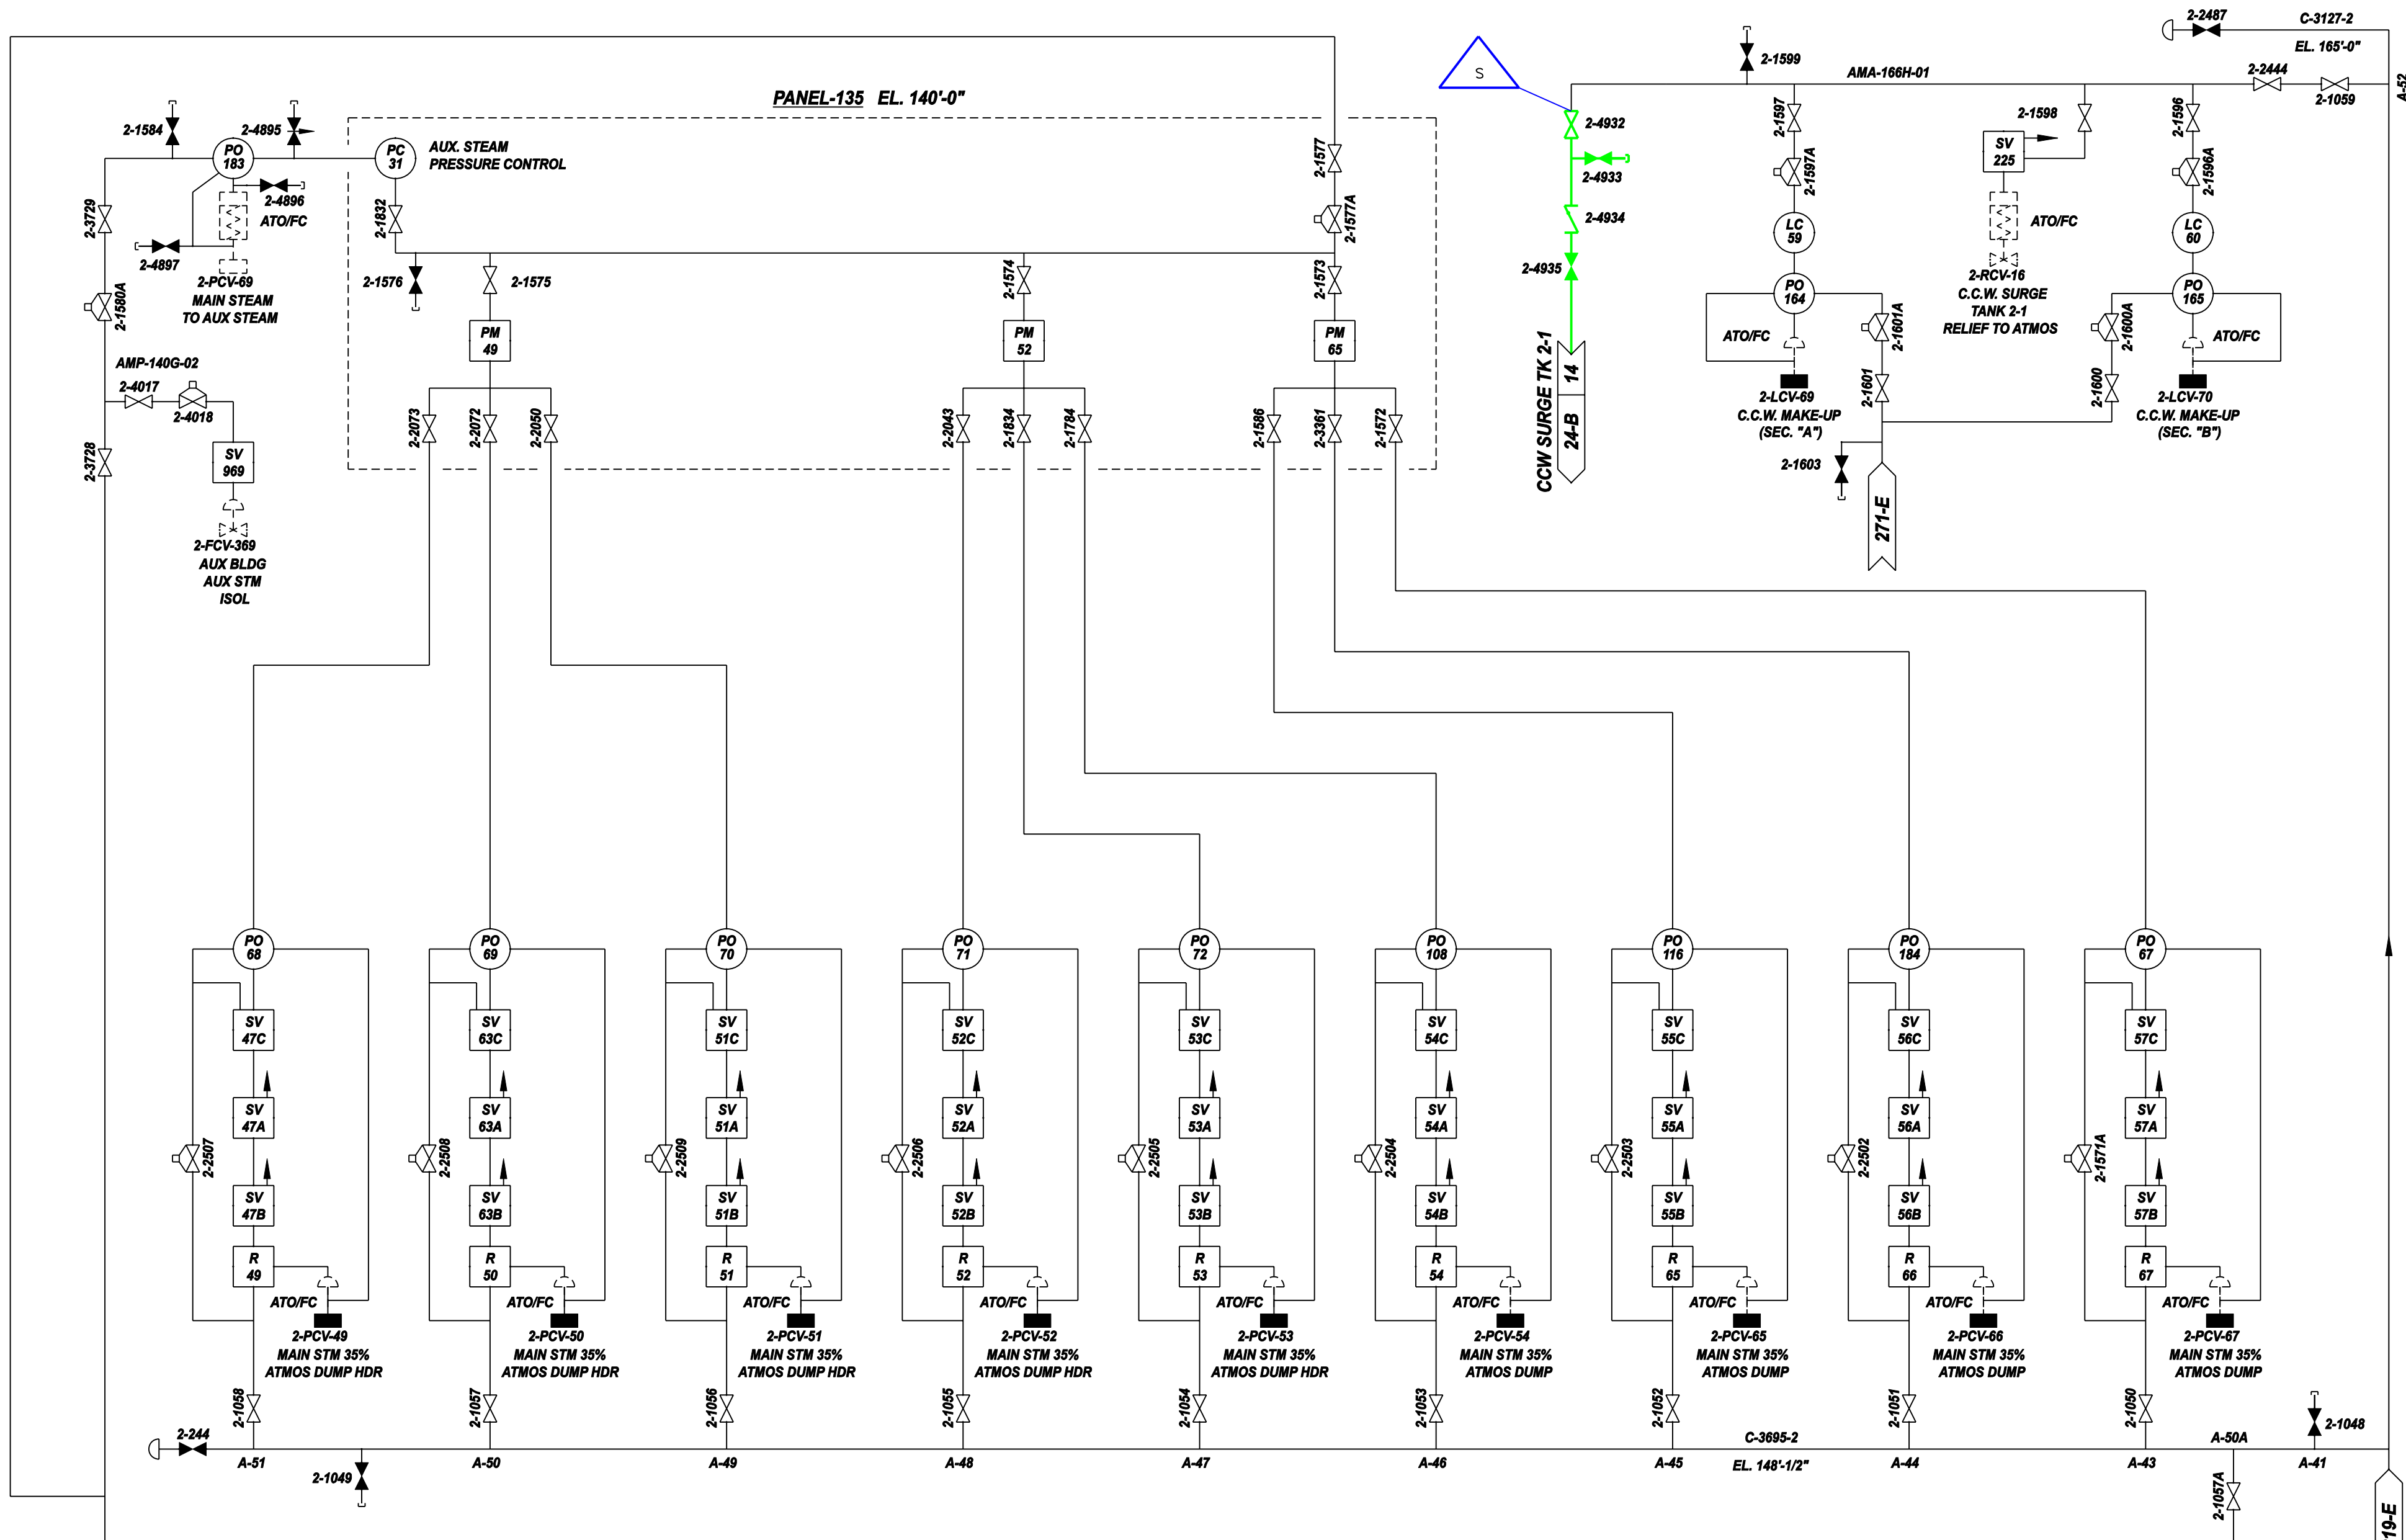 2-2487
C-3127-2
EL. 165'-0"
A-52
2-1599
AMA-166H-01
2-2444
2-1059
S
PANEL-135   EL. 140'-0"
2-1584
2-4895
PO
183
PC
31
AUX. STEAM
PRESSURE CONTROL
2-4896
ATO/FC
2-3729
2-4897
2-PCV-69
MAIN STEAM
TO AUX STEAM
2-1580A
2-1832
2-1577
2-1577A
2-1576
2-1575
2-1574
2-1573
PM
49
PM
52
PM
65
AMP-140G-02
2-4017
2-4018
2-3728
SV
969
2-FCV-369
AUX BLDG
AUX STM
ISOL
2-2073
2-2072
2-2050
2-2043
2-1834
2-1784
2-1586
2-3361
2-1572
2-4932
2-4933
2-4934
2-4935
CCW SURGE TK 2-1
14
24-B
2-1597
2-1597A
LC
59
PO
164
ATO/FC
2-LCV-69
C.C.W. MAKE-UP
(SEC. "A")
2-1601A
2-1601
2-1603
271-E
2-1598
SV
225
ATO/FC
2-RCV-16
C.C.W. SURGE
TANK 2-1
RELIEF TO ATMOS
2-1596
2-1596A
LC
60
PO
165
2-1600A
2-1600
ATO/FC
2-LCV-70
C.C.W. MAKE-UP
(SEC. "B")
PO
68
SV
47C
SV
47A
SV
47B
R
49
2-2507
ATO/FC
2-PCV-49
MAIN STM 35%
ATMOS DUMP HDR
2-1058
PO
69
SV
63C
SV
63A
SV
63B
R
50
2-2508
ATO/FC
2-PCV-50
MAIN STM 35%
ATMOS DUMP HDR
2-1057
PO
70
SV
51C
SV
51A
SV
51B
R
51
2-2509
ATO/FC
2-PCV-51
MAIN STM 35%
ATMOS DUMP HDR
2-1056
PO
71
SV
52C
SV
52A
SV
52B
R
52
2-2506
ATO/FC
2-PCV-52
MAIN STM 35%
ATMOS DUMP HDR
2-1055
PO
72
SV
53C
SV
53A
SV
53B
R
53
2-2505
ATO/FC
2-PCV-53
MAIN STM 35%
ATMOS DUMP HDR
2-1054
PO
108
SV
54C
SV
54A
SV
54B
R
54
2-2504
ATO/FC
2-PCV-54
MAIN STM 35%
ATMOS DUMP
2-1053
PO
116
SV
55C
SV
55A
SV
55B
R
65
2-2503
ATO/FC
2-PCV-65
MAIN STM 35%
ATMOS DUMP
2-1052
PO
184
SV
56C
SV
56A
SV
56B
R
66
2-2502
ATO/FC
2-PCV-66
MAIN STM 35%
ATMOS DUMP
2-1051
PO
67
SV
57C
SV
57A
SV
57B
R
67
2-1571A
ATO/FC
2-PCV-67
MAIN STM 35%
ATMOS DUMP
2-1050
2-244
2-1049
A-51
A-50
A-49
A-48
A-47
A-46
A-45
C-3695-2
EL. 148'-1/2"
A-44
A-43
A-50A
2-1048
A-41
2-1057A
19-E